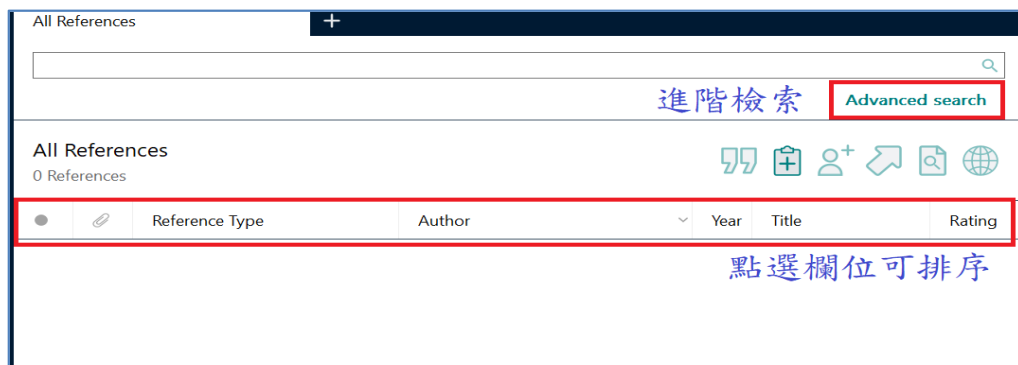 All References +
進階檢索 Advanced search
All References
0 References
Reference Type Author Year Title Rating
點選欄位可排序